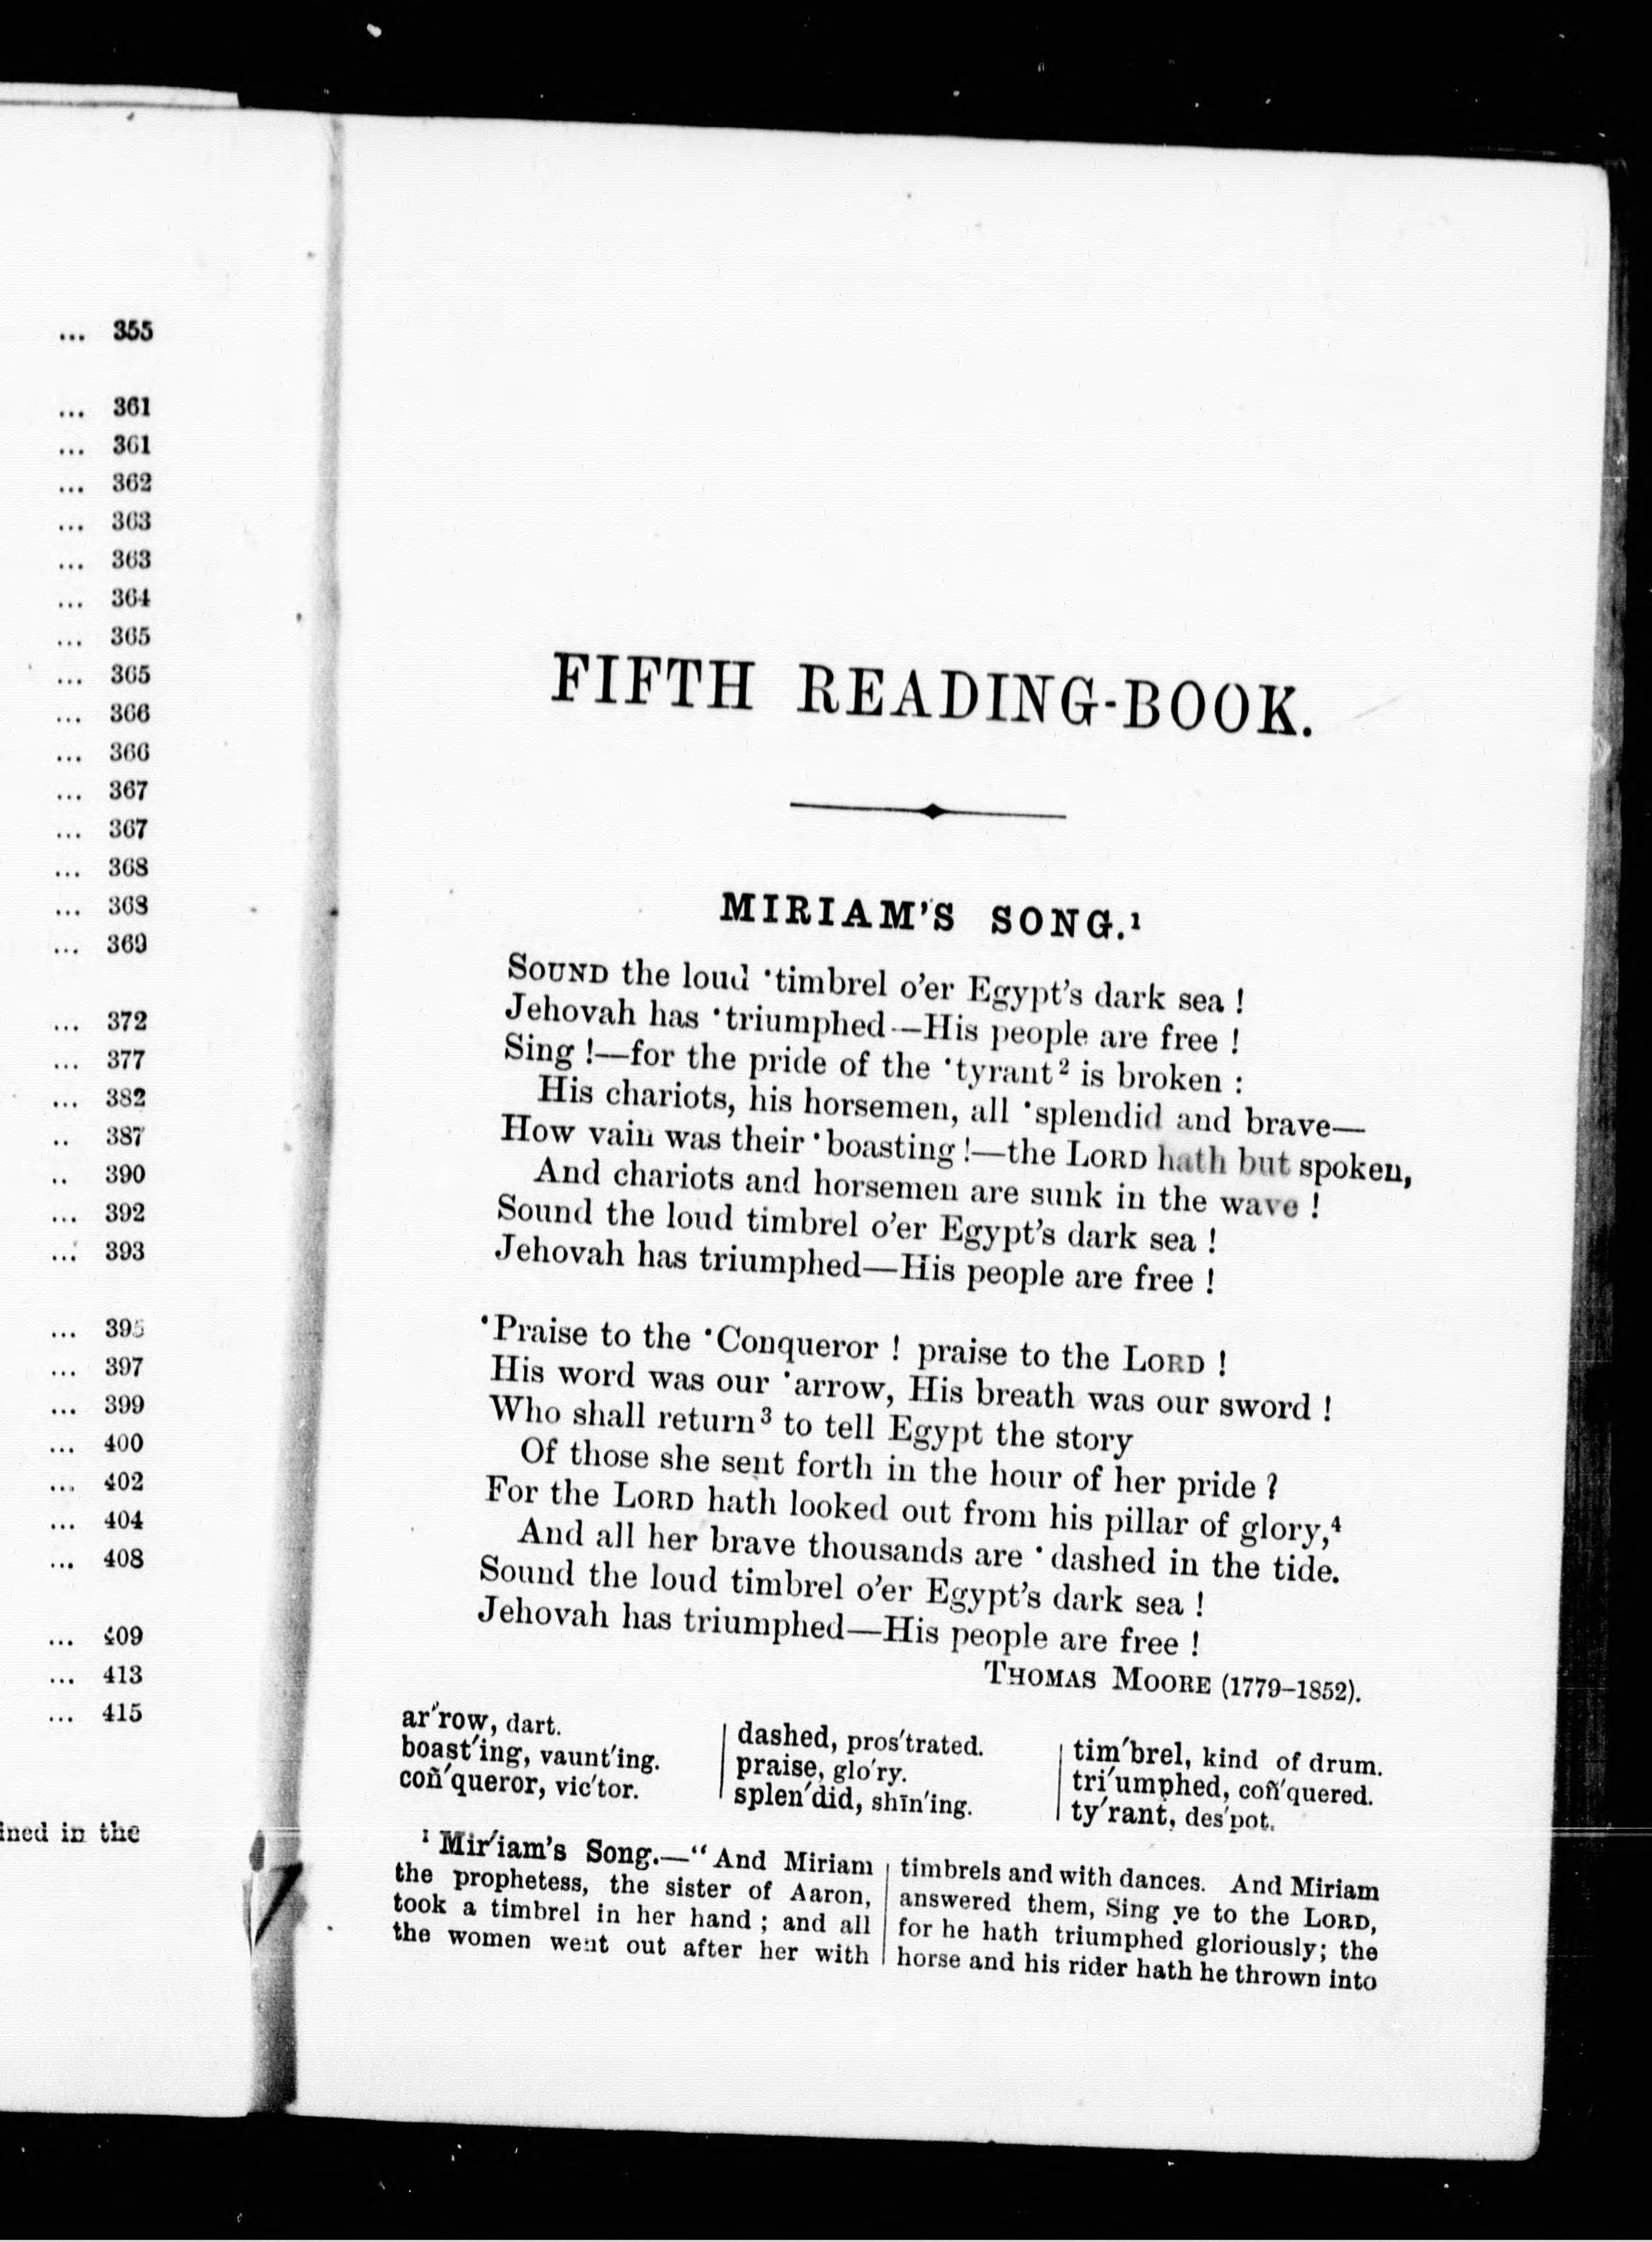 ... 355
... 361
... 361
... 362
... 363
... 363
... 364
... 365
... 365
... 366
... 366
... 367
... 367
... 368
... 368
... 369
... 372
... 377
... 382
.. 387
.. 390
... 392
... 393
... 395
... 397
... 399
... 400
... 402
... 404
... 408
... 409
... 413
... 415
ined in the
FIFTH READING-BOOK.
MIRIAM'S SONG.¹
SOUND the loud ·timbrel o'er Egypt's dark sea !
Jehovah has ·triumphed—His people are free !
Sing !—for the pride of the ·tyrant² is broken :
His chariots, his horsemen, all ·splendid and brave—
How vain was their ·boasting !—the LORD hath but spoken,
And chariots and horsemen are sunk in the wave !
Sound the loud timbrel o'er Egypt's dark sea !
Jehovah has triumphed—His people are free !
·Praise to the ·Conqueror ! praise to the LORD !
His word was our ·arrow, His breath was our sword !
Who shall return³ to tell Egypt the story
Of those she sent forth in the hour of her pride ?
For the LORD hath looked out from his pillar of glory,⁴
And all her brave thousands are ·dashed in the tide.
Sound the loud timbrel o'er Egypt's dark sea !
Jehovah has triumphed—His people are free !
THOMAS MOORE (1779–1852).
ar′row, dart.
boast′ing, vaunt′ing.
coñ′queror, vic′tor.
dashed, pros′trated.
praise, glo′ry.
splen′did, shīn′ing.
tim′brel, kind of drum.
tri′umphed, coñ′quered.
ty′rant, des′pot.
¹ Mir′iam's Song.—"And Miriam
the prophetess, the sister of Aaron,
took a timbrel in her hand ; and all
the women went out after her with
timbrels and with dances. And Miriam
answered them, Sing ye to the LORD,
for he hath triumphed gloriously; the
horse and his rider hath he thrown into